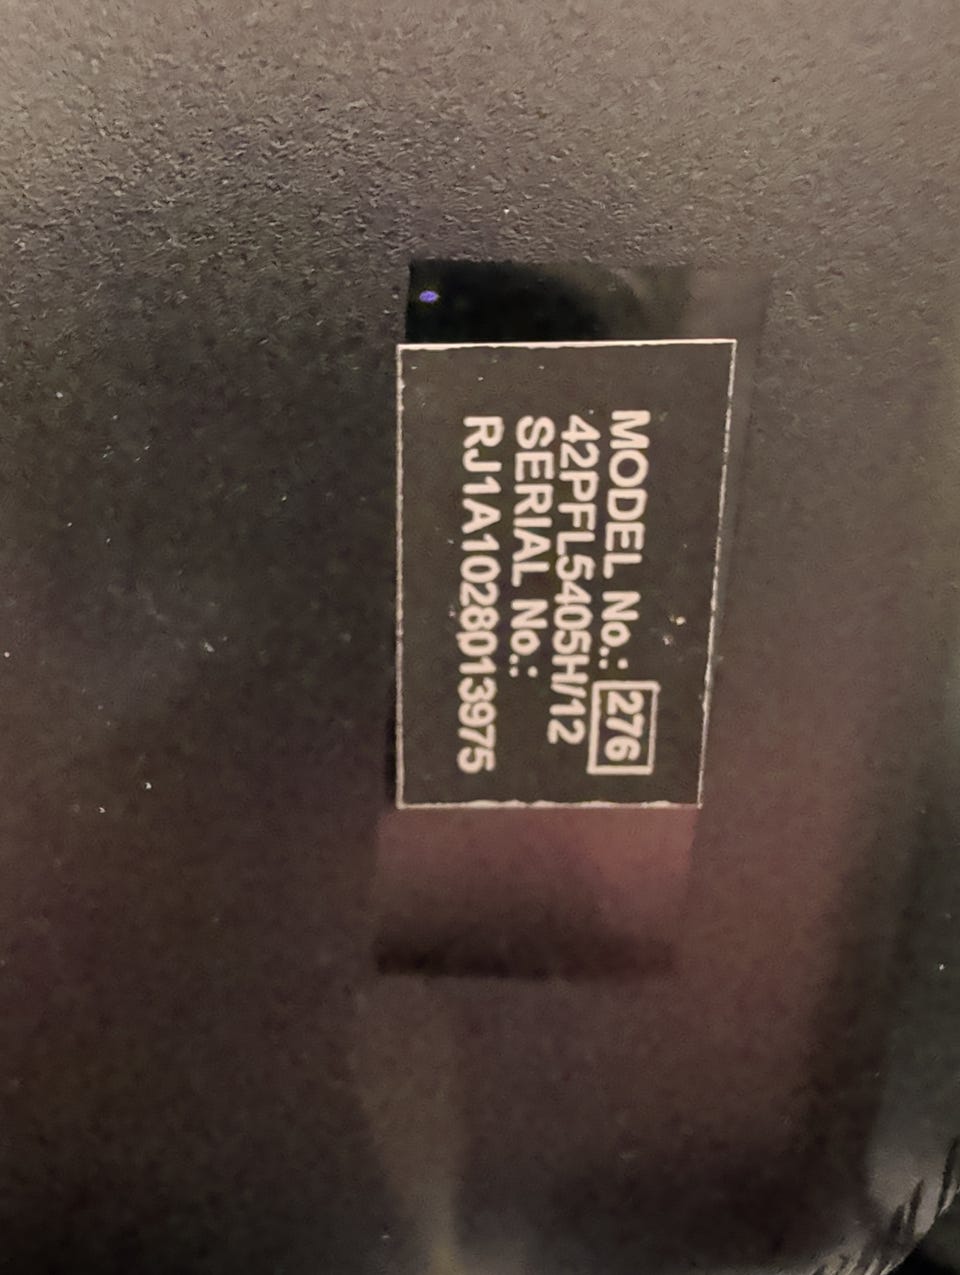 MODEL No.: 276
42PFL5405H/12
SERIAL No.:
RJ1A1028013975